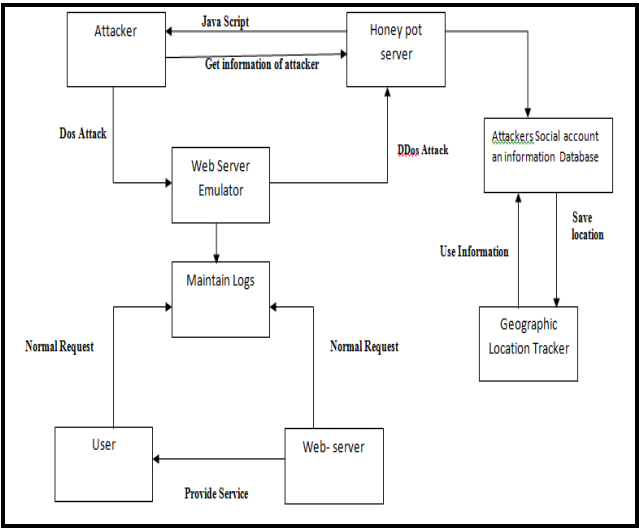 Java Script
Attacker
Honey pot
server
Get information of attacker
Dos Attack
DDos Attack
Attackers Social account
an information Database
Web Server
Emulator
Save
location
Use Information
Maintain Logs
Geographic
Location Tracker
Normal Request
Normal Request
User
Web- server
Provide Service